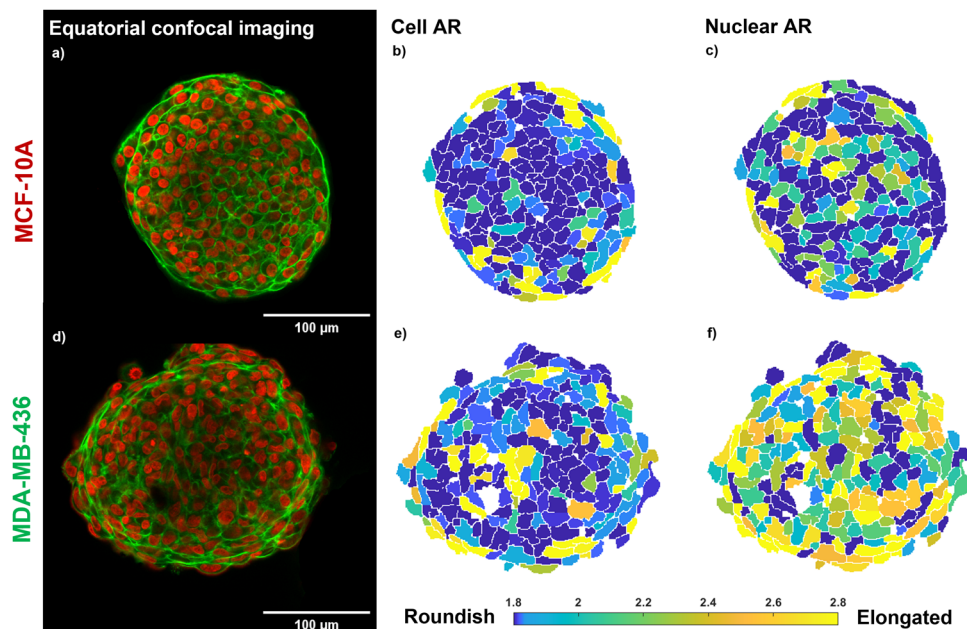 Equatorial confocal imaging
Cell AR
Nuclear AR
a)
b)
c)
MCF-10A
100 µm
d)
e)
f)
MDA-MB-436
100 µm
Roundish
1.8
2
2.2
2.4
2.6
2.8
Elongated